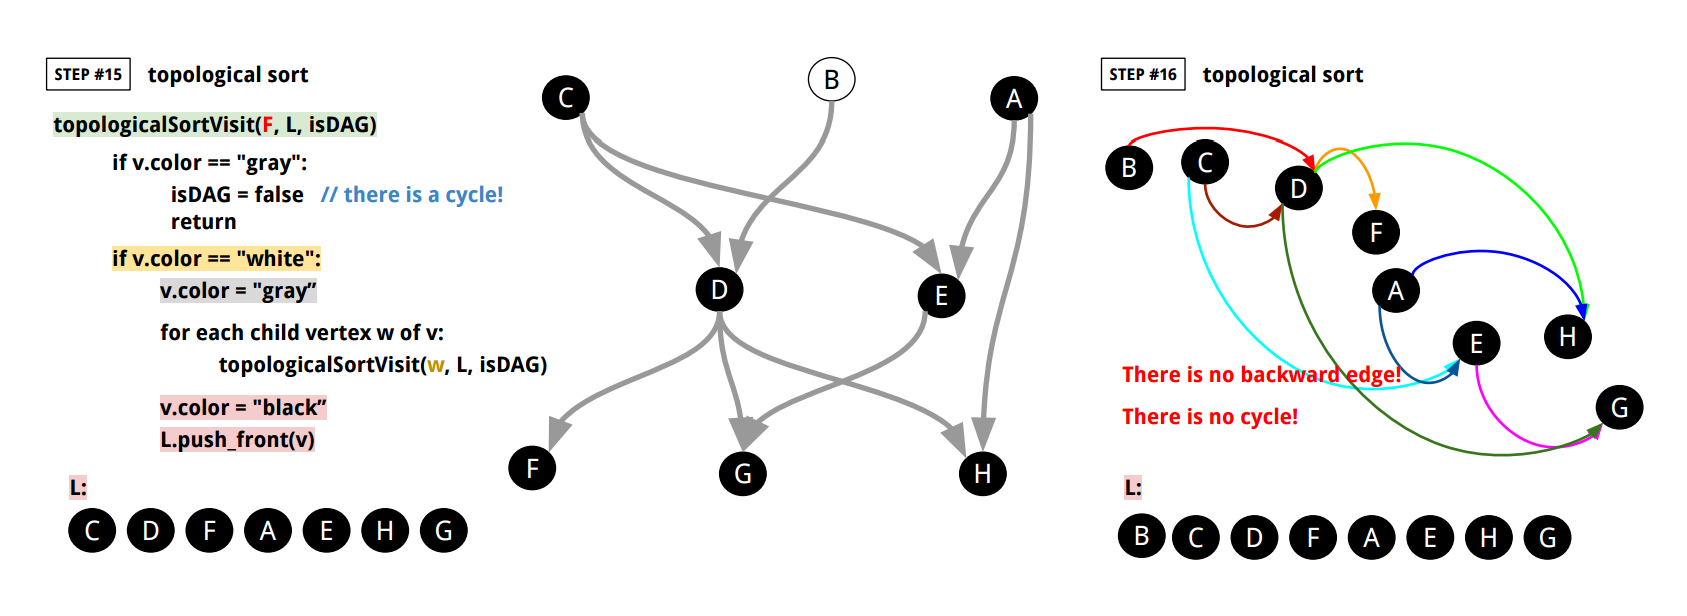 STEP #15 topological sort
topologicalSortVisit(F, L, isDAG)
if v.color == "gray":
isDAG = false // there is a cycle!
return
if v.color == "white":
v.color = "gray”
for each child vertex w of v:
topologicalSortVisit(w, L, isDAG)
v.color = "black”
L.push_front(v)
L:
C D F A E H G
C B A
D E
F G H
STEP #16 topological sort
B C D
F
A
E H
G
There is no backward edge!
There is no cycle!
L:
B C D F A E H G